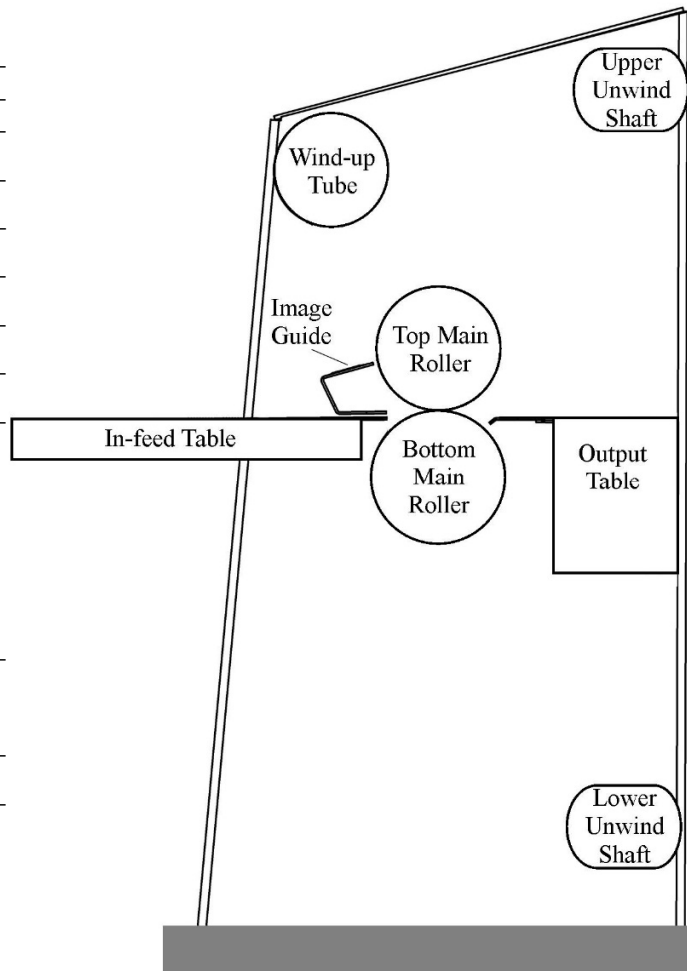 Upper
Unwind
Shaft
Wind-up
Tube
Image
Guide
Top Main
Roller
In-feed Table
Bottom
Main
Roller
Output
Table
Lower
Unwind
Shaft